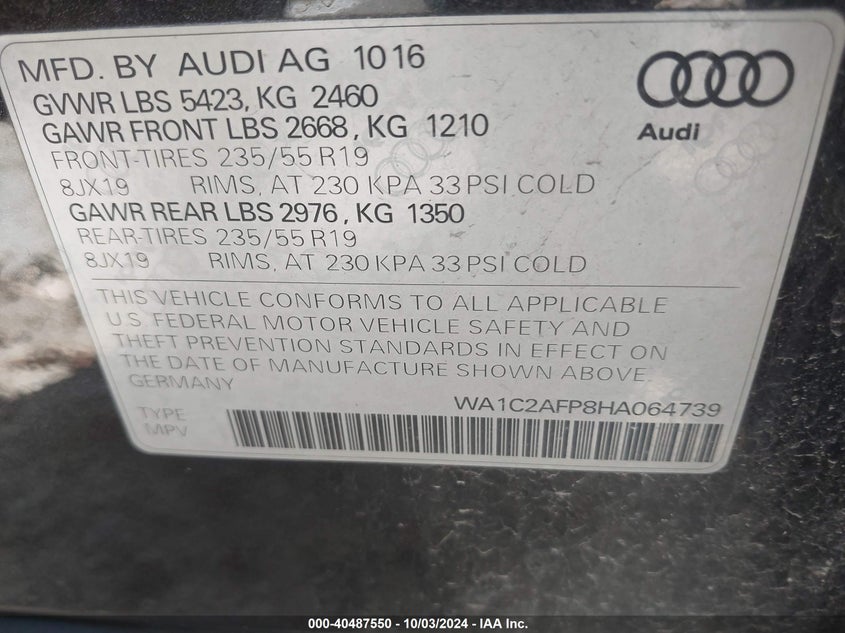 MFD. BY AUDI AG 1016
GVWR LBS 5423, KG 2460
GAWR FRONT LBS 2668, KG 1210
FRONT-TIRES 235/55 R19
8JX19 RIMS, AT 230 KPA 33 PSI COLD
GAWR REAR LBS 2976, KG 1350
REAR-TIRES 235/55 R19
8JX19 RIMS, AT 230 KPA 33 PSI COLD
Audi
THIS VEHICLE CONFORMS TO ALL APPLICABLE
U.S. FEDERAL MOTOR VEHICLE SAFETY AND
THEFT PREVENTION STANDARDS IN EFFECT ON
THE DATE OF MANUFACTURE SHOWN ABOVE
GERMANY
WA1C2AFP8HA064739
TYPE
MPV
000-40487550 - 10/03/2024 - IAA Inc.